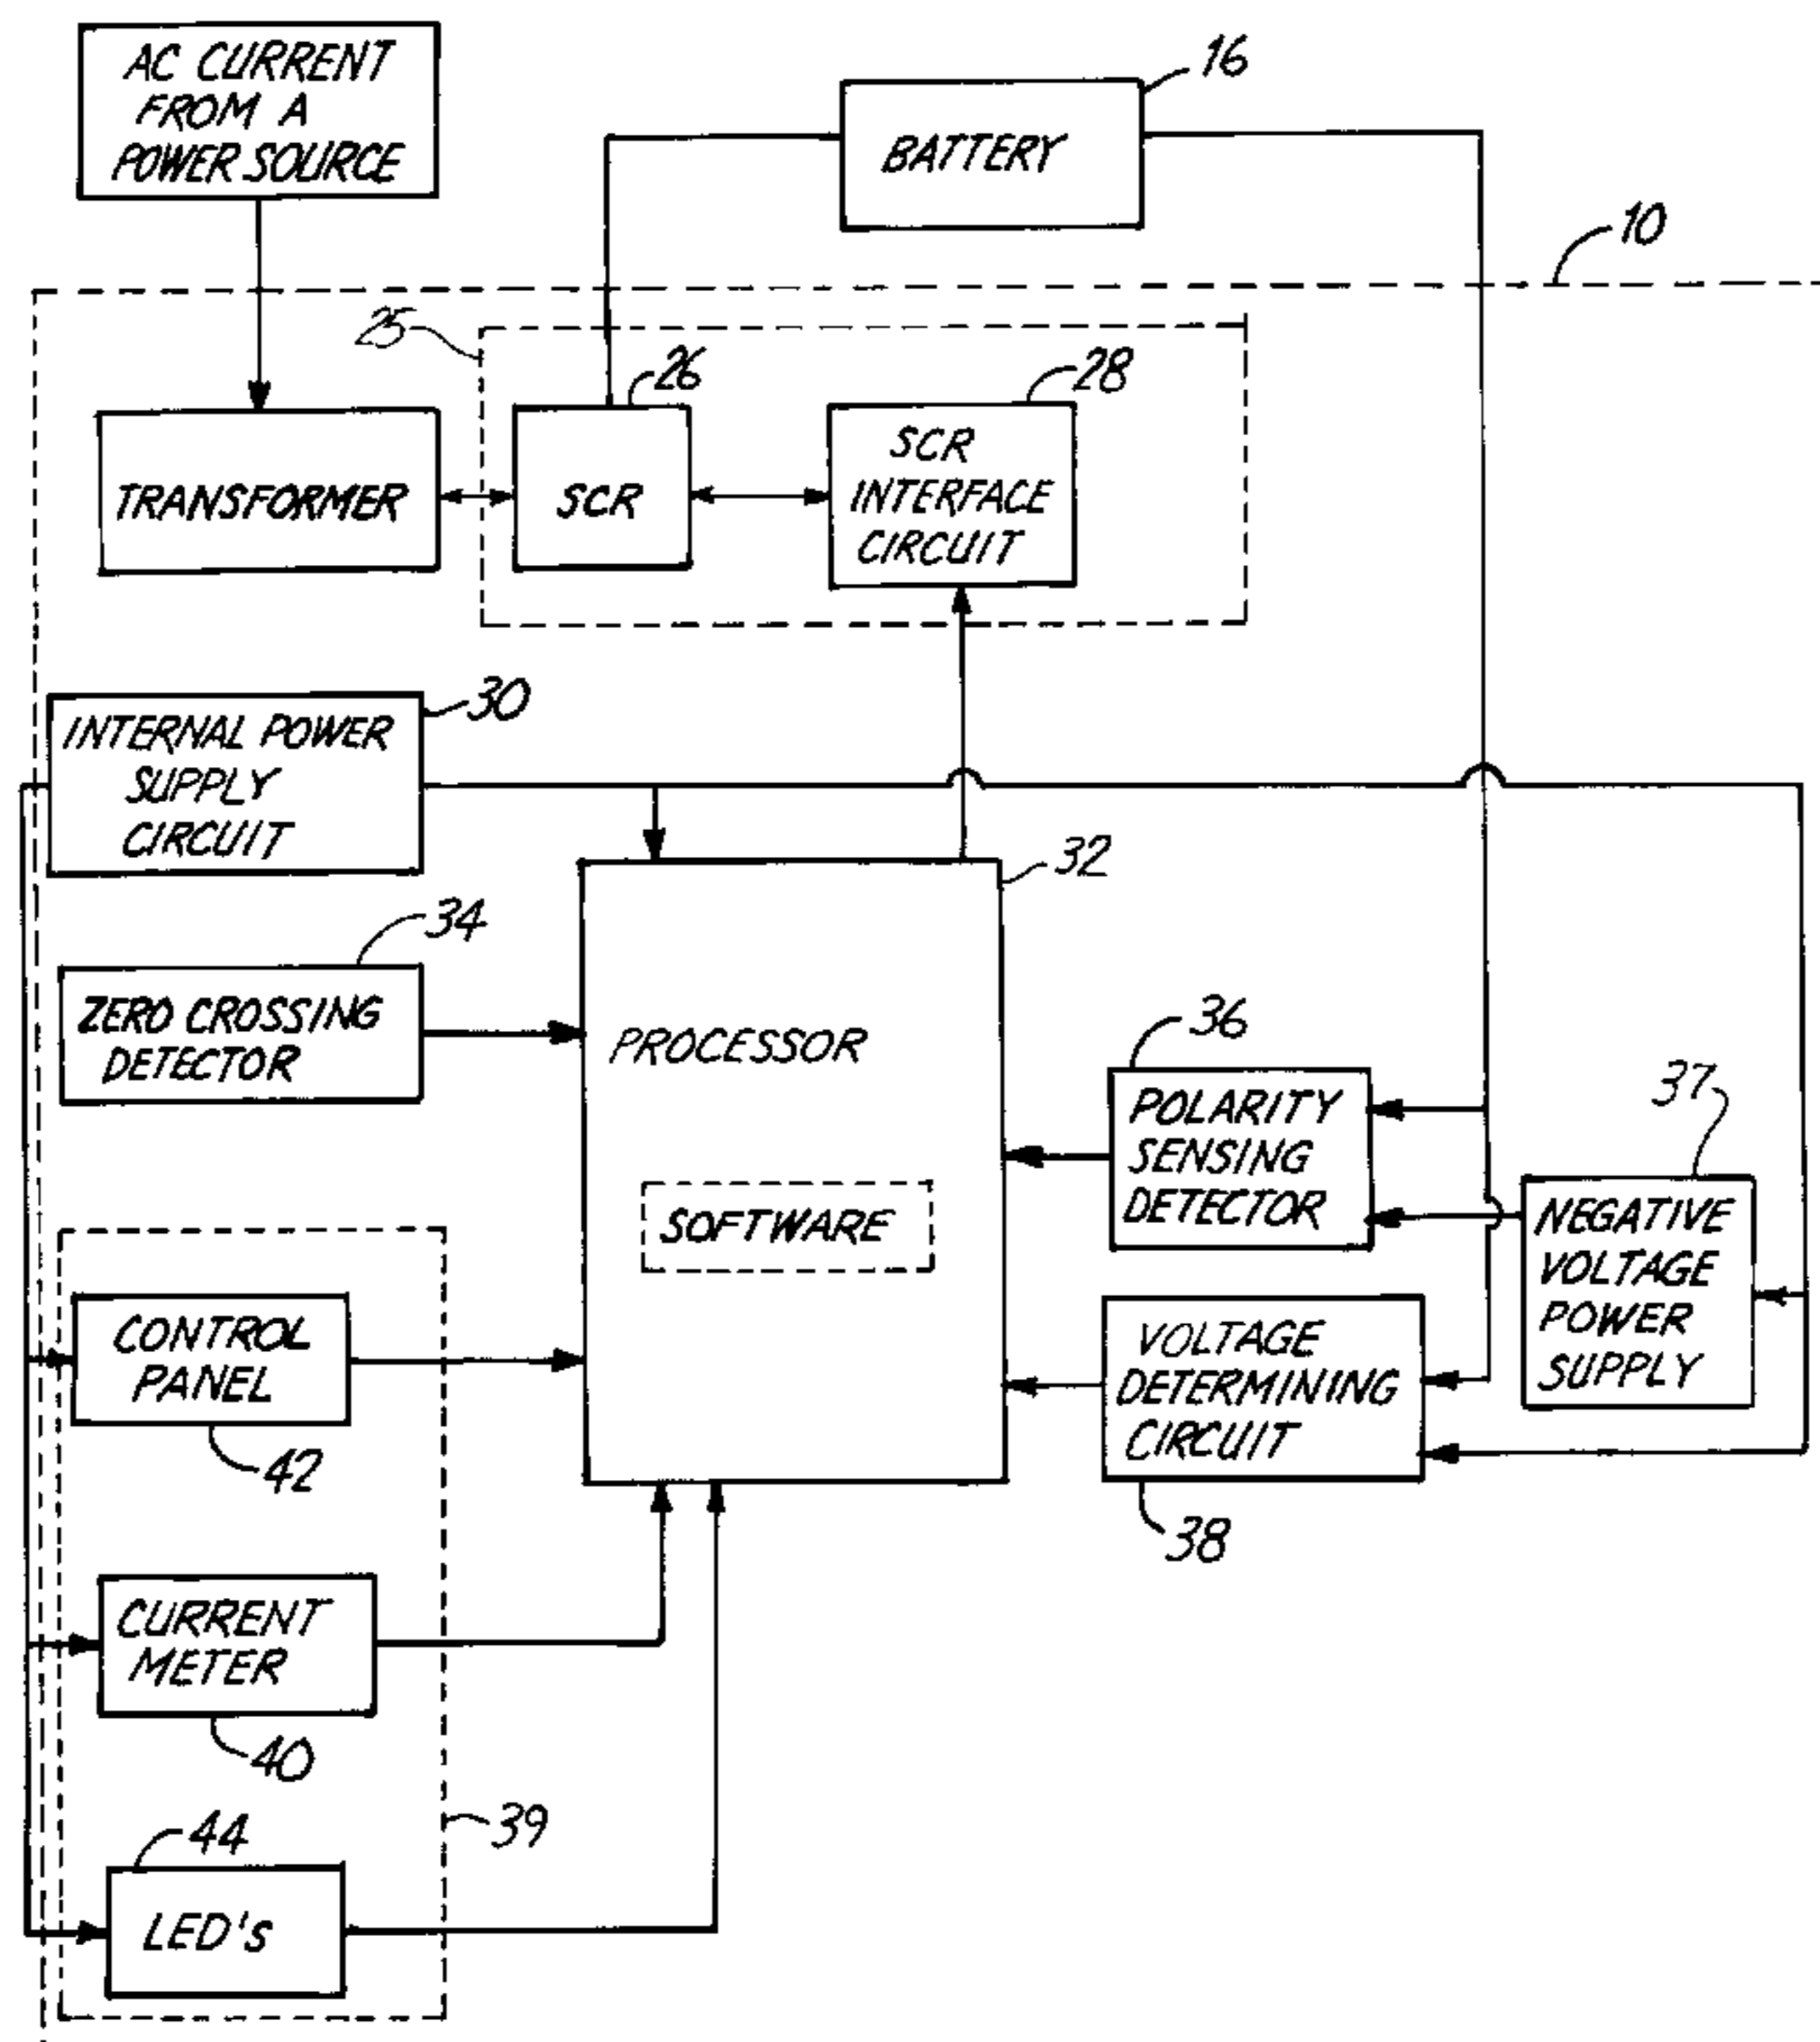 AC CURRENT
FROM A
POWER SOURCE
16
BATTERY
10
25
26
28
TRANSFORMER
SCR
SCR
INTERFACE
CIRCUIT
30
INTERNAL POWER
SUPPLY
CIRCUIT
32
34
ZERO CROSSING
DETECTOR
PROCESSOR
SOFTWARE
36
POLARITY
SENSING
DETECTOR
37
NEGATIVE
VOLTAGE
POWER
SUPPLY
CONTROL
PANEL
42
VOLTAGE
DETERMINING
CIRCUIT
38
CURRENT
METER
40
39
44
LED's